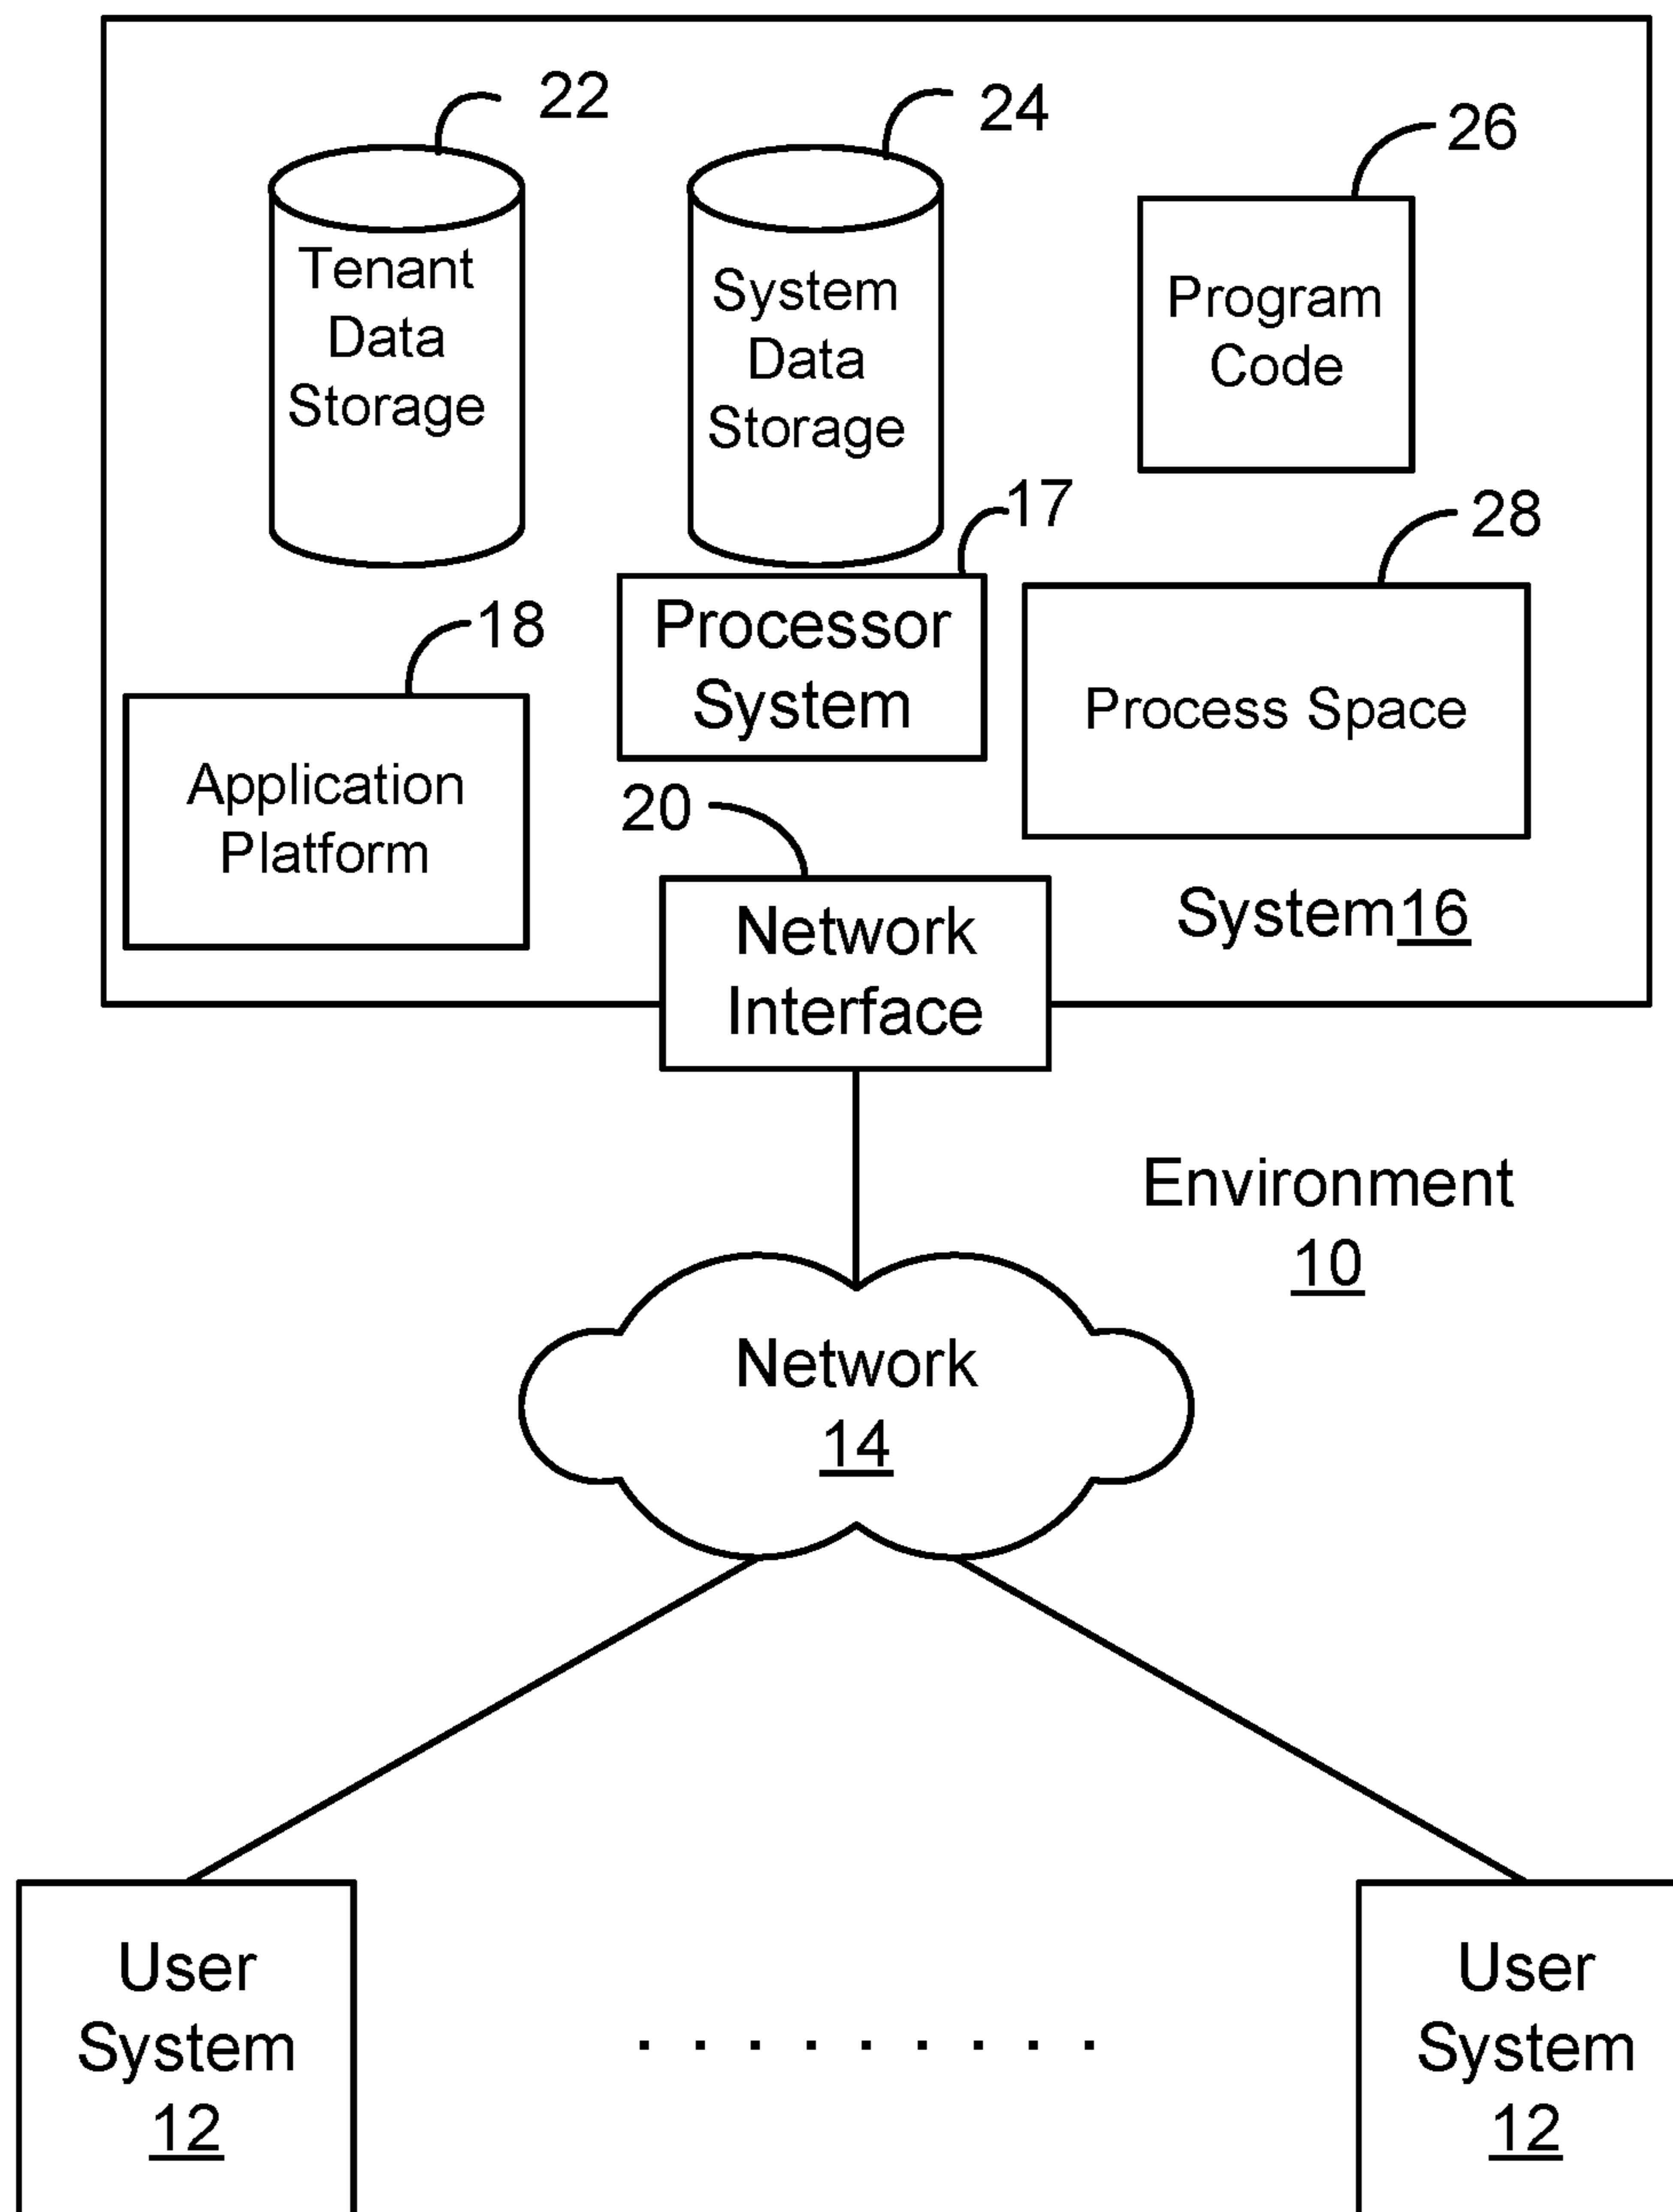 22
24
26
Tenant
Data
Storage
System
Data
Storage
Program
Code
17
28
18
Processor
System
Process Space
Application
Platform
20
Network
Interface
System16
Environment
10
Network
14
User
System
12
. . . . . . . . .
User
System
12